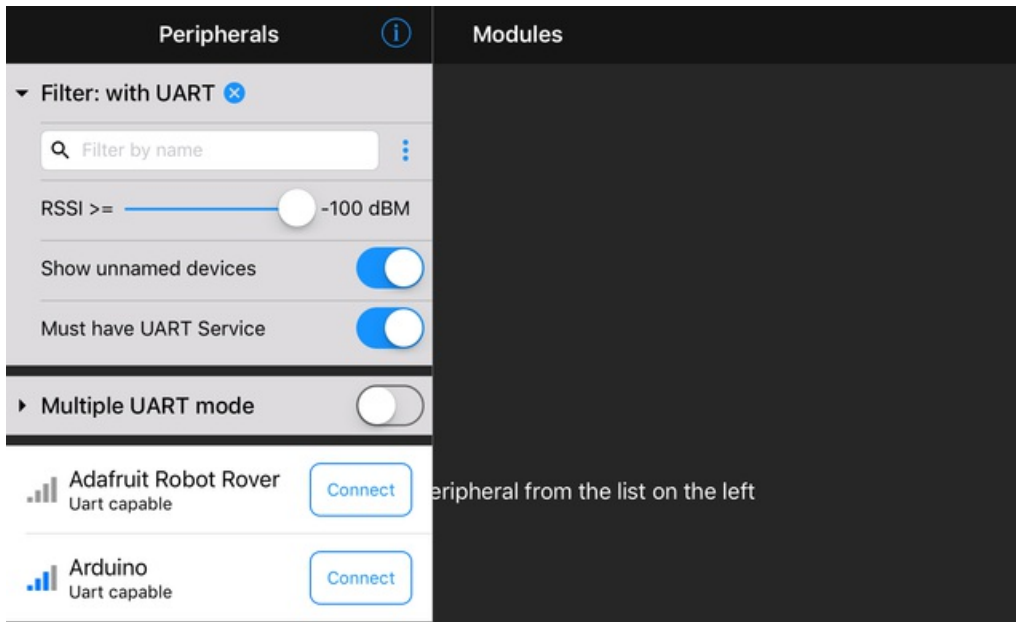 Peripherals
Modules
Filter: with UART
Filter by name
RSSI >= -100 dBM
Show unnamed devices
Must have UART Service
Multiple UART mode
Adafruit Robot Rover
Uart capable
Connect
eripheral from the list on the left
Arduino
Uart capable
Connect